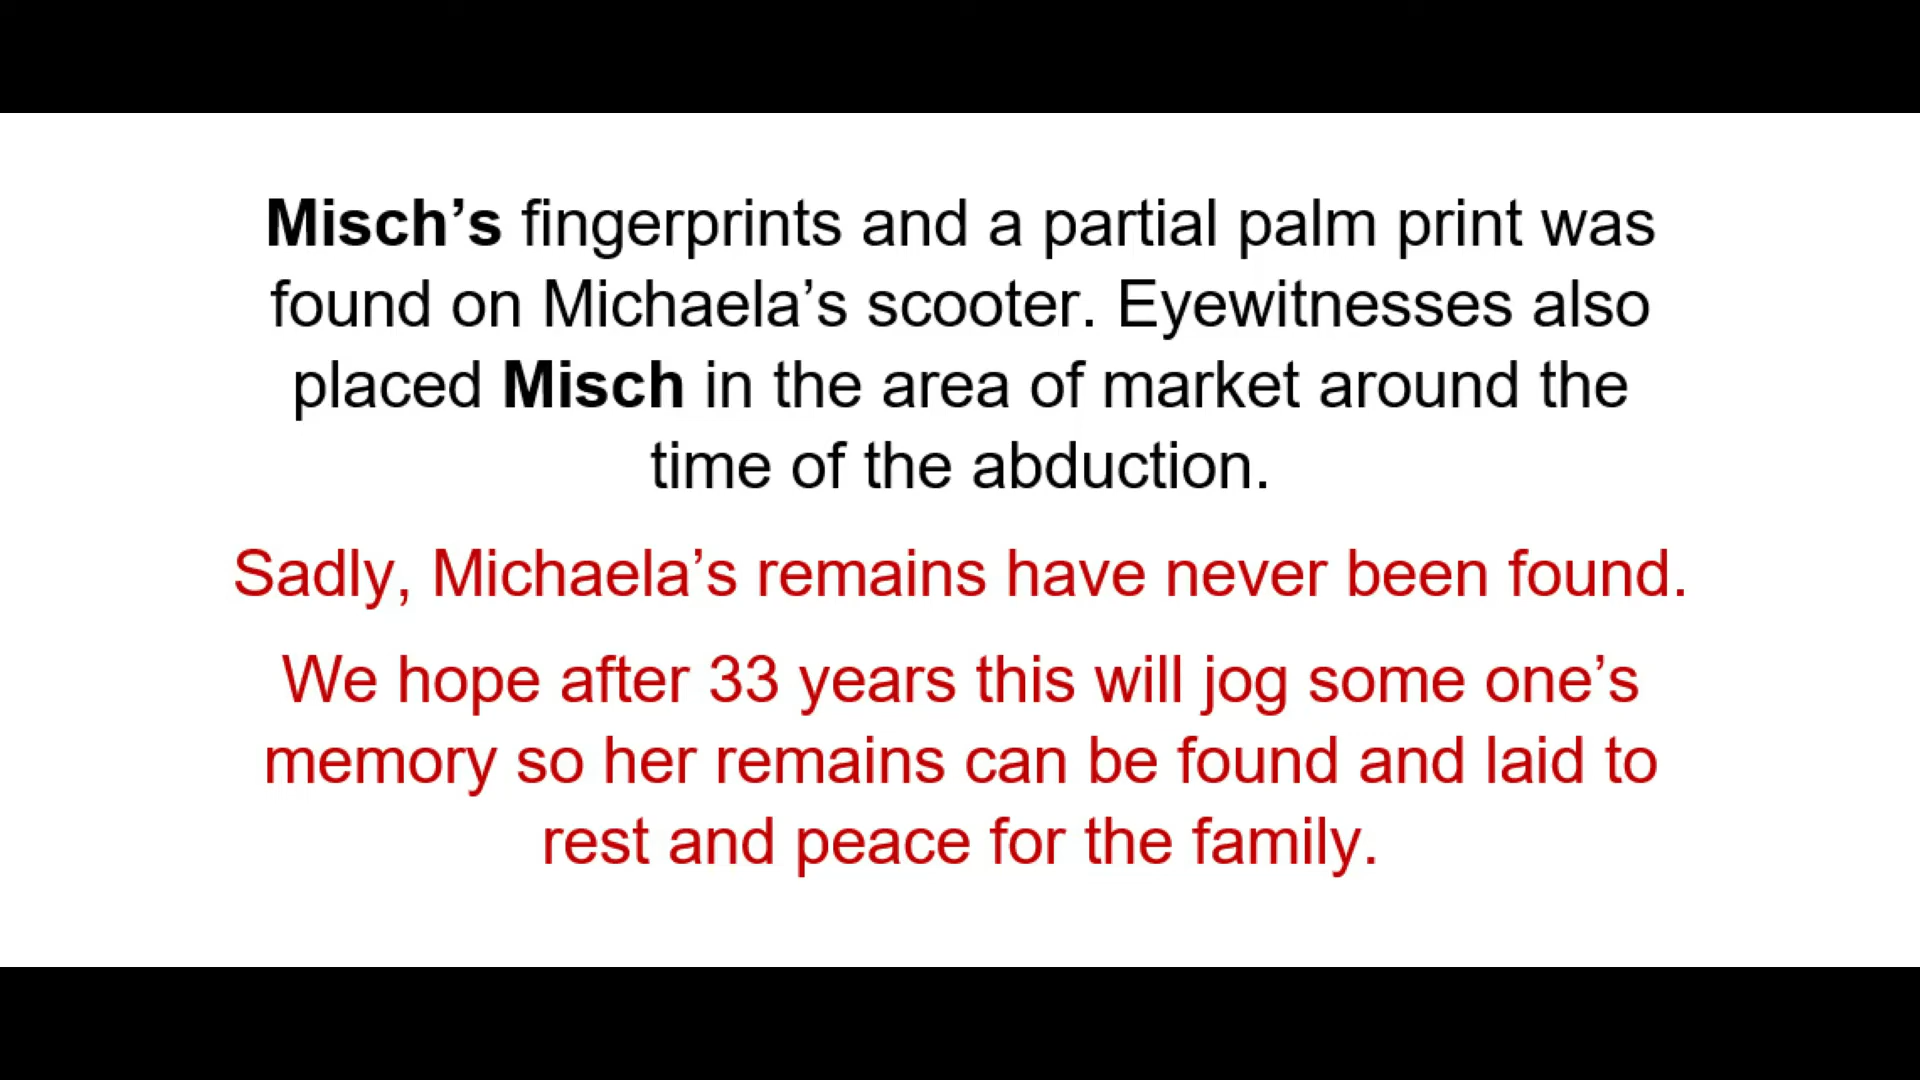 Misch’s fingerprints and a partial palm print was
found on Michaela’s scooter. Eyewitnesses also
placed Misch in the area of market around the
time of the abduction.
Sadly, Michaela’s remains have never been found.
We hope after 33 years this will jog some one’s
memory so her remains can be found and laid to
rest and peace for the family.